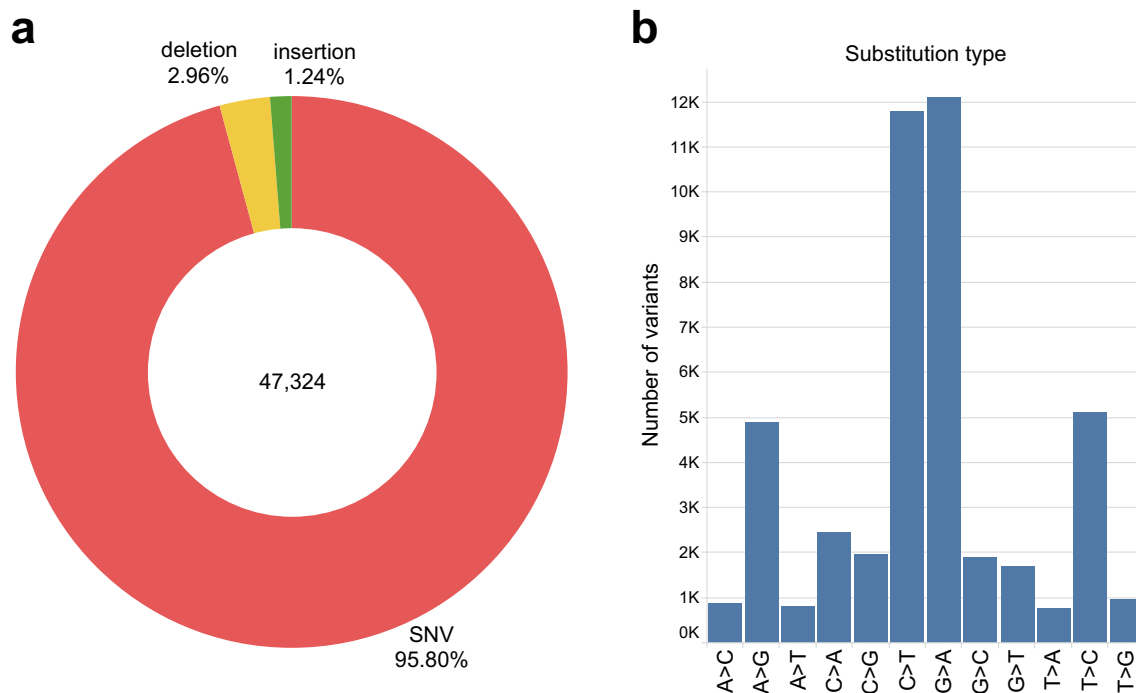 a
deletion
2.96%
insertion
1.24%
47,324
SNV
95.80%
b
Substitution type
Number of variants
12K
11K
10K
9K
8K
7K
6K
5K
4K
3K
2K
1K
0K
A>C
A>G
A>T
C>A
C>G
C>T
G>A
G>C
G>T
T>A
T>C
T>G